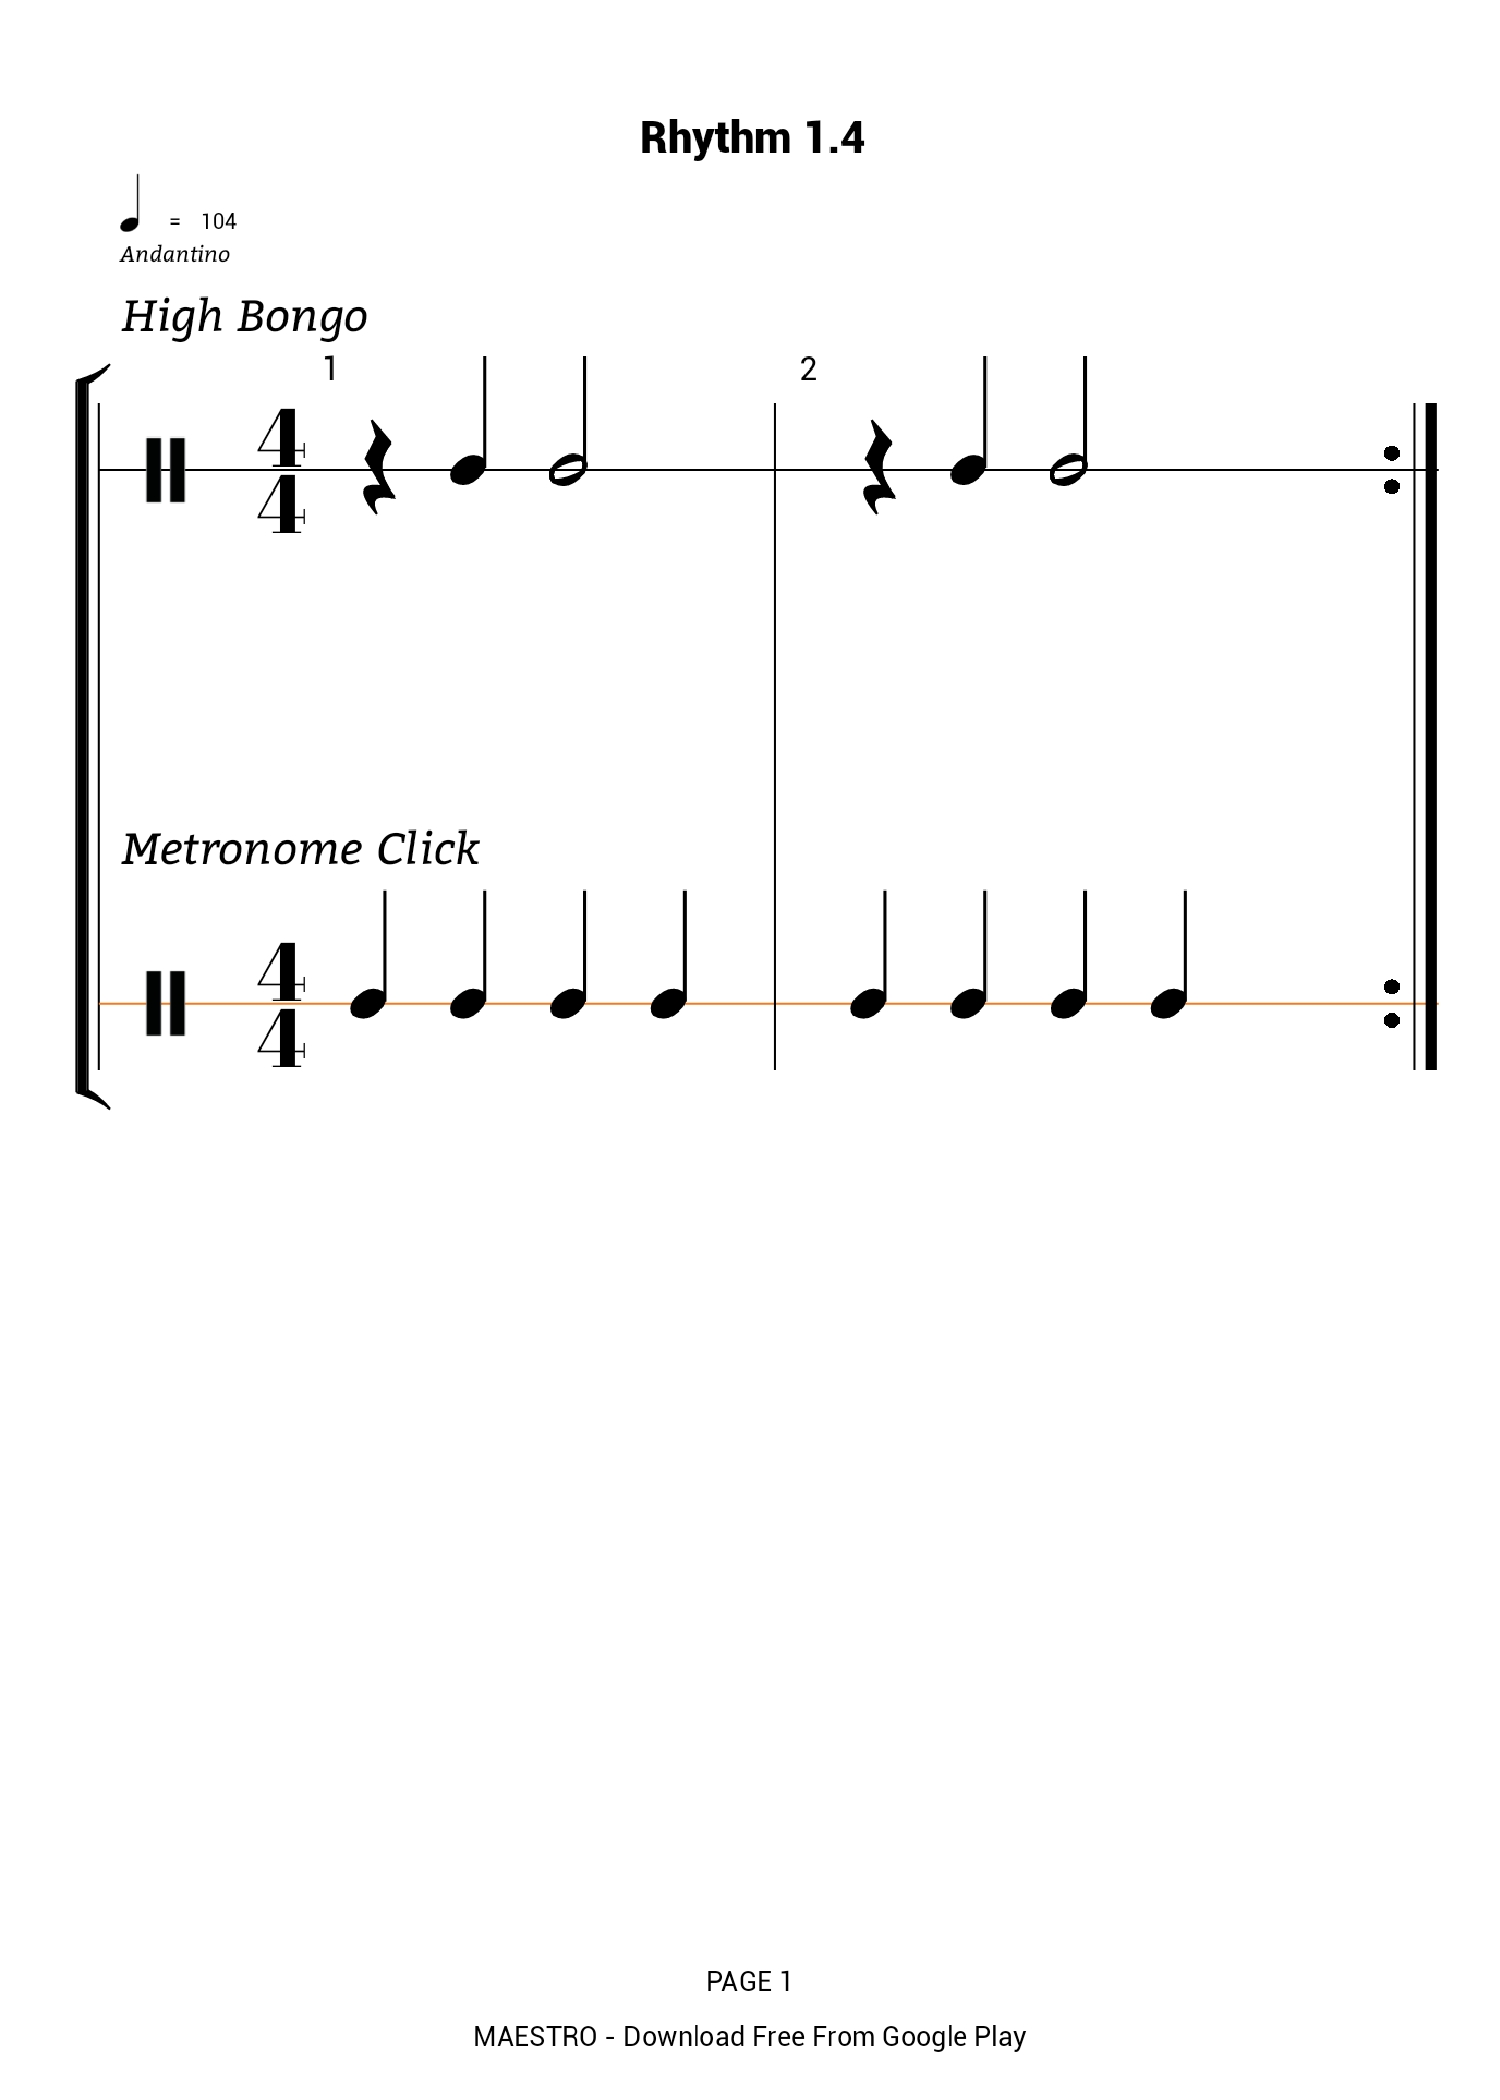 Rhythm 1.4
= 104
Andantino
High Bongo
1 2
4
4
Metronome Click
4
4
PAGE 1
MAESTRO - Download Free From Google Play